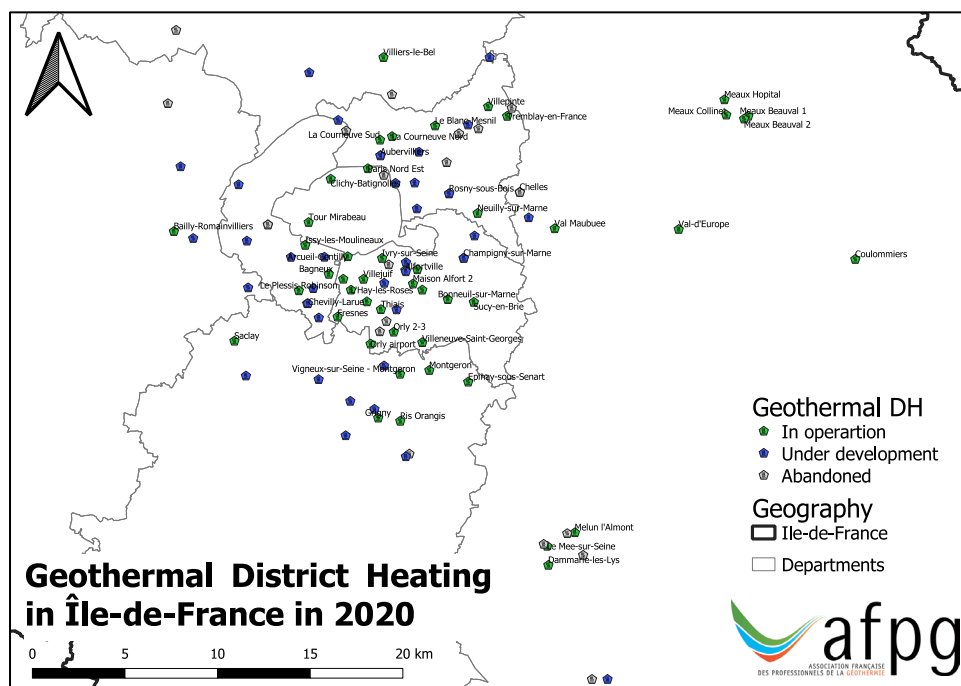 Villiers-le-Bel
Meaux Hopital
Villepinte
Meaux Collinet
Meaux Beauval 1
Tremblay-en-France
Le Blanc-Mesnil
Meaux Beauval 2
La Courneuve Sud
La Courneuve Nord
Aubervilliers
Paris Nord Est
Clichy-Batignolles
Rosny-sous-Bois
Chelles
Neuilly-sur-Marne
Tour Mirabeau
Bailly-Romainvilliers
Val Maubuee
Val-d'Europe
Issy-les-Moulineaux
Arcueil-Gentilly
Ivry-sur-Seine
Champigny-sur-Marne
Coulommiers
Alfortville
Bagneux
Villejuif
Maison Alfort 2
Le Plessis-Robinson
L'Hay-les-Roses
Bonneuil-sur-Marne
Chevilly-Larue
Thiais
Sucy-en-Brie
Fresnes
Orly 2-3
Saclay
Orly airport
Villeneuve-Saint-Georges
Vigneux-sur-Seine - Montgeron
Montgeron
Epinay-sous-Senart
Grigny
Ris Orangis
Geothermal DH
In operartion
Under development
Abandoned
Geography
Ile-de-France
Departments
Melun l'Almont
Le Mee-sur-Seine
Dammarie-les-Lys
Geothermal District Heating
in Île-de-France in 2020
0 5 10 15 20 km
afpg
ASSOCIATION FRANÇAISE
DES PROFESSIONNELS DE LA GÉOTHERMIE